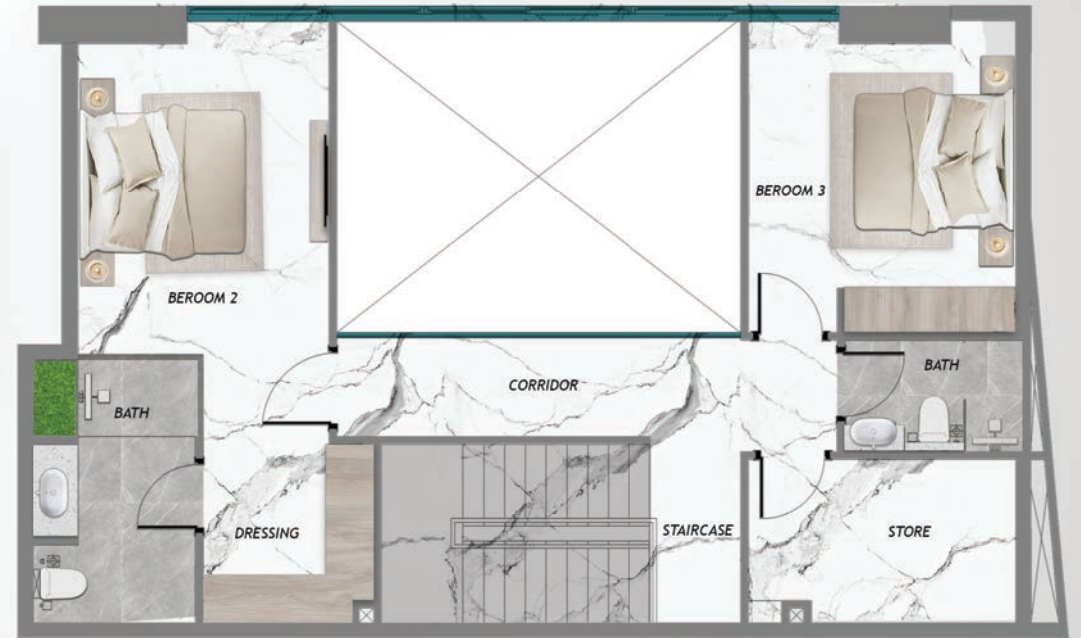 BEROOM 3
BEROOM 2
BATH
CORRIDOR
BATH
DRESSING
STAIRCASE
STORE